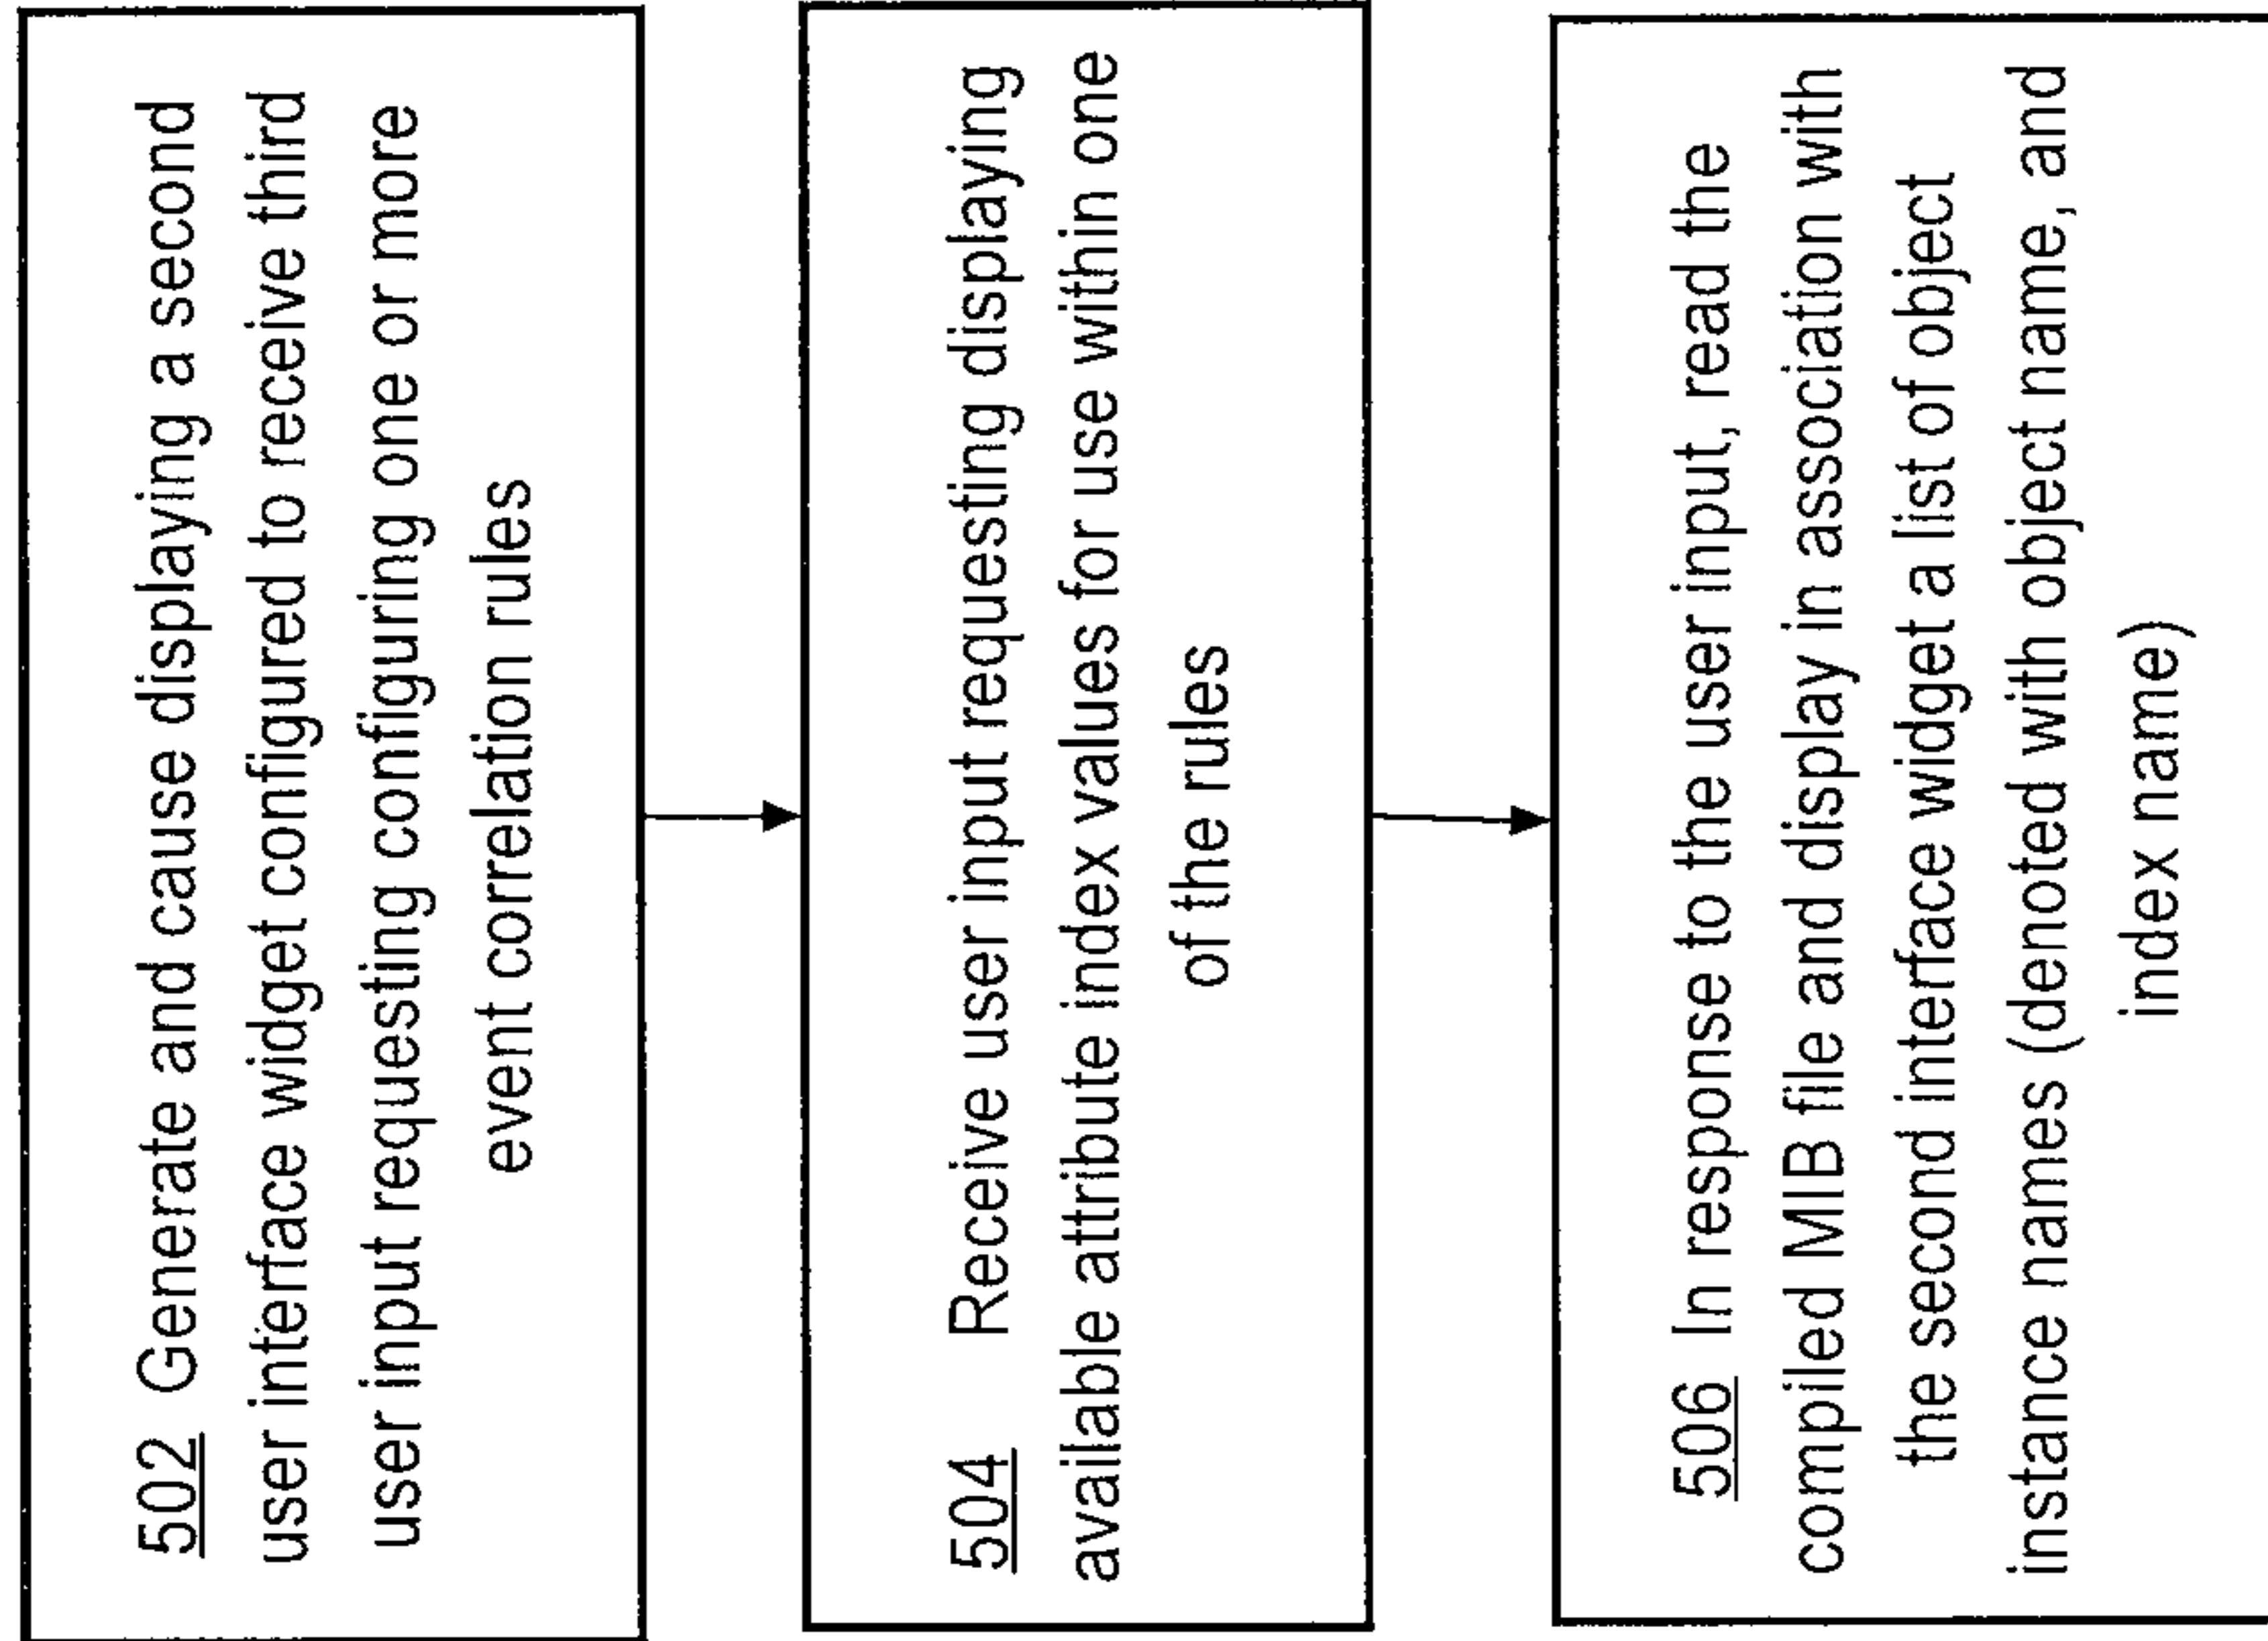 502 Generate and cause displaying a second
user interface widget configured to receive third
user input requesting configuring one or more
event correlation rules
504 Receive user input requesting displaying
available attribute index values for use within one
of the rules
506 In response to the user input, read the
compiled MIB file and display in association with
the second interface widget a list of object
instance names (denoted with object name, and
index name)